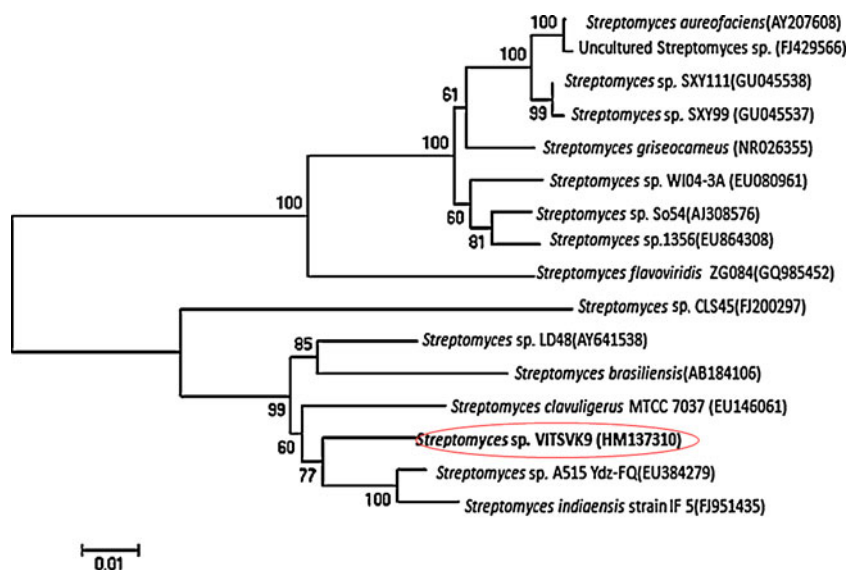 100
Streptomyces aureofaciens(AY207608)
Uncultured Streptomyces sp. (FJ429566)
100
Streptomyces sp. SXY111(GU045538)
61
99
Streptomyces sp. SXY99 (GU045537)
100
Streptomyces griseocarneus (NR026355)
Streptomyces sp. WI04-3A (EU080961)
100
60
Streptomyces sp. So54(AJ308576)
81
Streptomyces sp.1356(EU864308)
Streptomyces flavoviridis ZG084(GQ985452)
Streptomyces sp. CLS45(FJ200297)
85
Streptomyces sp. LD48(AY641538)
Streptomyces brasiliensis(AB184106)
99
Streptomyces clavuligerus MTCC 7037 (EU146061)
60
Streptomyces sp. VITSVK9 (HM137310)
77
Streptomyces sp. A515 Ydz-FQ(EU384279)
100
Streptomyces indiaensis strain IF 5(FJ951435)
0.01